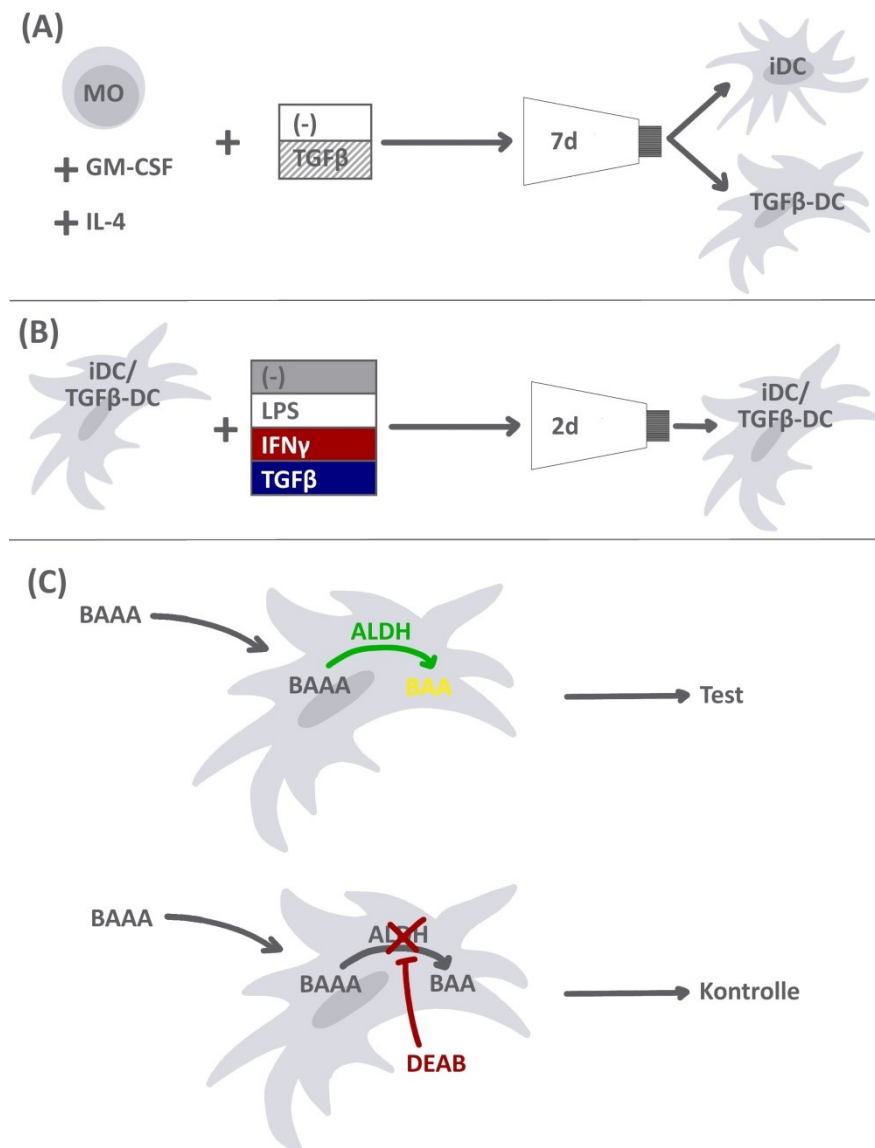 (A)
MO
+ GM-CSF
+ IL-4
+
(-)
TGFβ
7d
iDC
TGFβ-DC
(B)
iDC/
TGFβ-DC
+
(-)
LPS
IFNγ
TGFβ
2d
iDC/
TGFβ-DC
(C)
BAAA
ALDH
BAAA
BAA
Test
BAAA
ALDH
BAAA
BAA
DEAB
Kontrolle